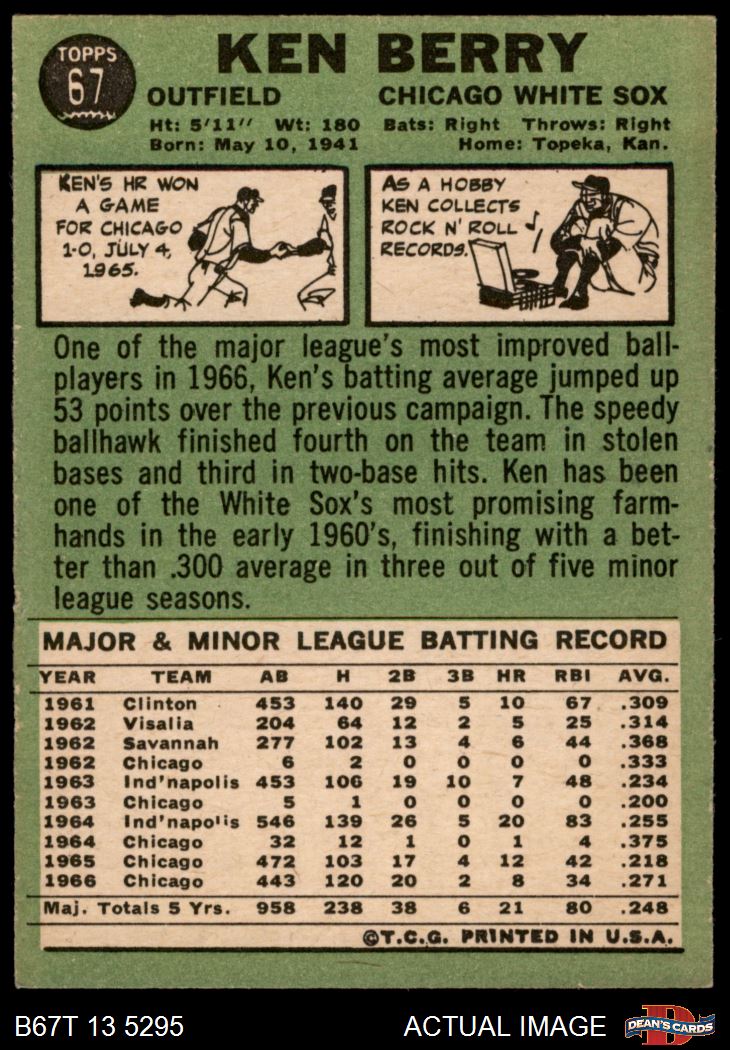 TOPPS
67
KEN BERRY
OUTFIELD CHICAGO WHITE SOX
Ht: 5'11'' Wt: 180 Bats: Right Throws: Right
Born: May 10, 1941 Home: Topeka, Kan.
KEN'S HR WON
A GAME
FOR CHICAGO
1-0, JULY 4,
1965.
AS A HOBBY
KEN COLLECTS
ROCK N' ROLL
RECORDS.
One of the major league's most improved ball-
players in 1966, Ken's batting average jumped up
53 points over the previous campaign. The speedy
ballhawk finished fourth on the team in stolen
bases and third in two-base hits. Ken has been
one of the White Sox's most promising farm-
hands in the early 1960's, finishing with a bet-
ter than .300 average in three out of five minor
league seasons.
MAJOR & MINOR LEAGUE BATTING RECORD
YEAR TEAM AB H 2B 3B HR RBI AVG.
1961 Clinton 453 140 29 5 10 67 .309
1962 Visalia 204 64 12 2 5 25 .314
1962 Savannah 277 102 13 4 6 44 .368
1962 Chicago 6 2 0 0 0 0 .333
1963 Ind'napolis 453 106 19 10 7 48 .234
1963 Chicago 5 1 0 0 0 0 .200
1964 Ind'napolis 546 139 26 5 20 83 .255
1964 Chicago 32 12 1 0 1 4 .375
1965 Chicago 472 103 17 4 12 42 .218
1966 Chicago 443 120 20 2 8 34 .271
Maj. Totals 5 Yrs. 958 238 38 6 21 80 .248
©T.C.G. PRINTED IN U.S.A.
B67T 13 5295 ACTUAL IMAGE D DEAN'S CARDS